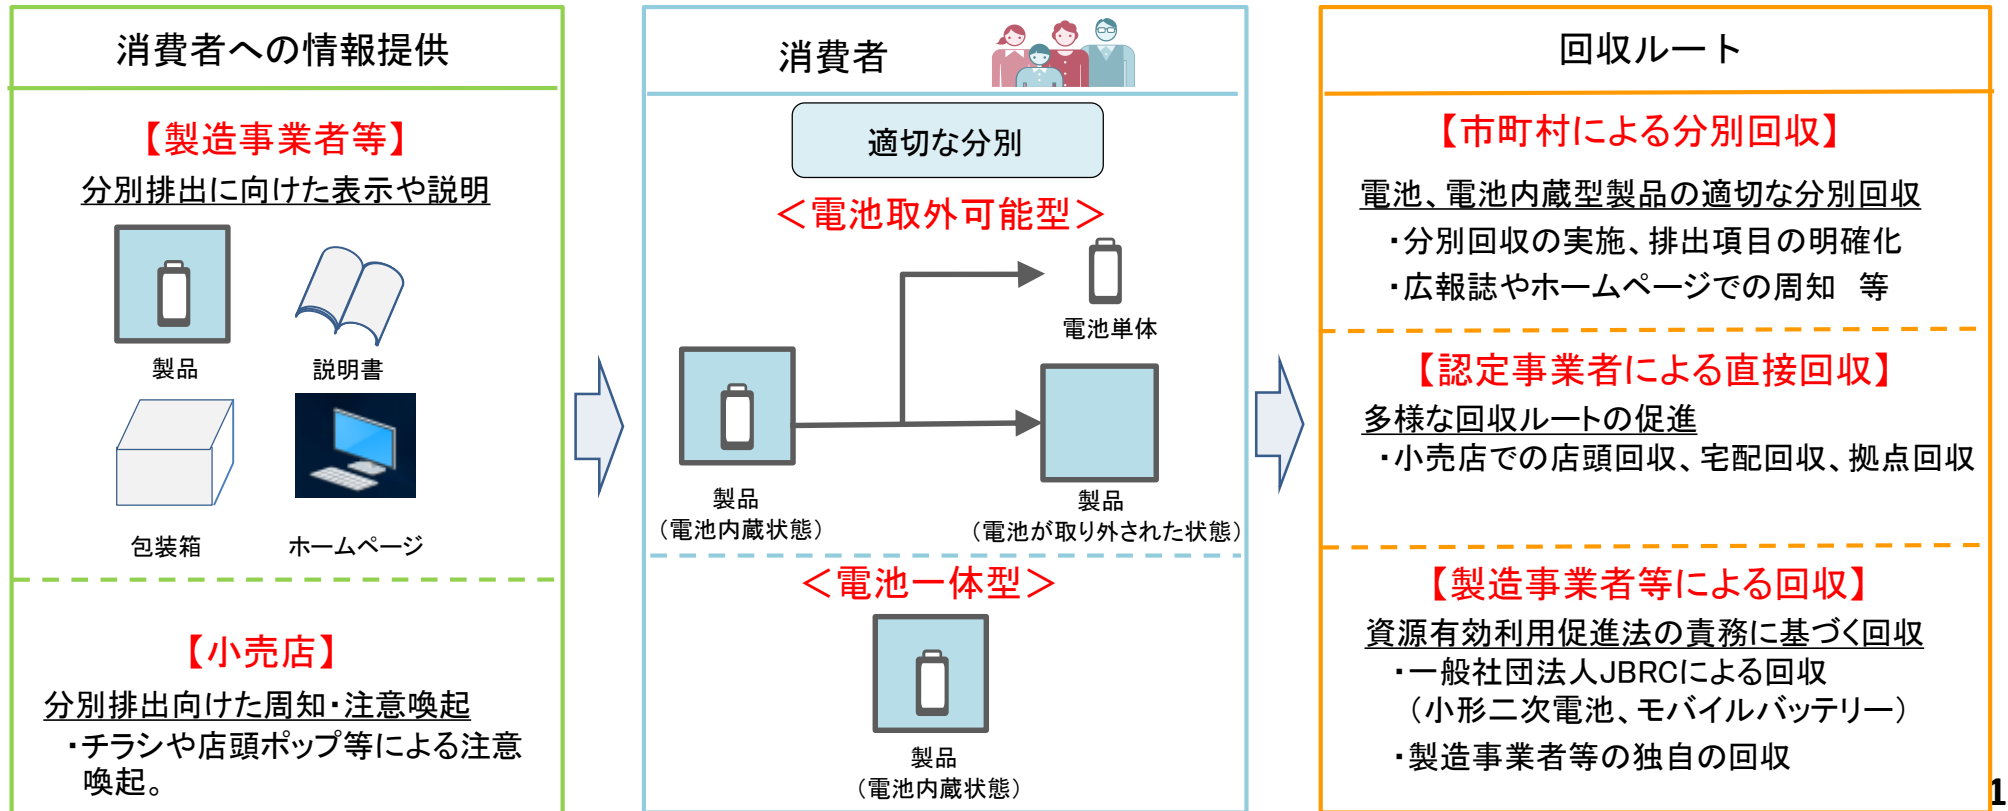 消費者への情報提供
【製造事業者等】
分別排出に向けた表示や説明
製品
説明書
包装箱
ホームページ
【小売店】
分別排出向けた周知・注意喚起
・チラシや店頭ポップ等による注意
喚起。
消費者
適切な分別
＜電池取外可能型＞
電池単体
製品
（電池内蔵状態）
製品
（電池が取り外された状態）
＜電池一体型＞
製品
（電池内蔵状態）
回収ルート
【市町村による分別回収】
電池、電池内蔵型製品の適切な分別回収
・分別回収の実施、排出項目の明確化
・広報誌やホームページでの周知　等
【認定事業者による直接回収】
多様な回収ルートの促進
・小売店での店頭回収、宅配回収、拠点回収
【製造事業者等による回収】
資源有効利用促進法の責務に基づく回収
・一般社団法人JBRCによる回収
（小形二次電池、モバイルバッテリー）
・製造事業者等の独自の回収
1